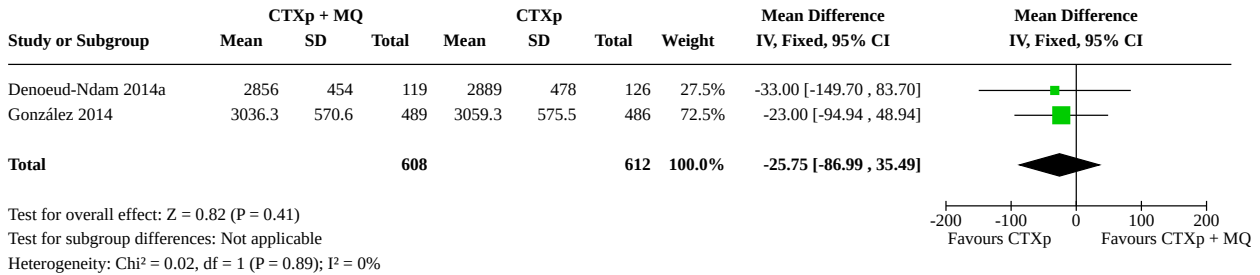 CTXp + MQ CTXp Mean Difference Mean Difference
Study or Subgroup Mean SD Total Mean SD Total Weight IV, Fixed, 95% CI IV, Fixed, 95% CI
Denoeud-Ndam 2014a 2856 454 119 2889 478 126 27.5% -33.00 [-149.70 , 83.70]
González 2014 3036.3 570.6 489 3059.3 575.5 486 72.5% -23.00 [-94.94 , 48.94]
Total 608 612 100.0% -25.75 [-86.99 , 35.49]
Test for overall effect: Z = 0.82 (P = 0.41)
-200 -100 0 100 200
Test for subgroup differences: Not applicable
Favours CTXp Favours CTXp + MQ
Heterogeneity: Chi² = 0.02, df = 1 (P = 0.89); I² = 0%